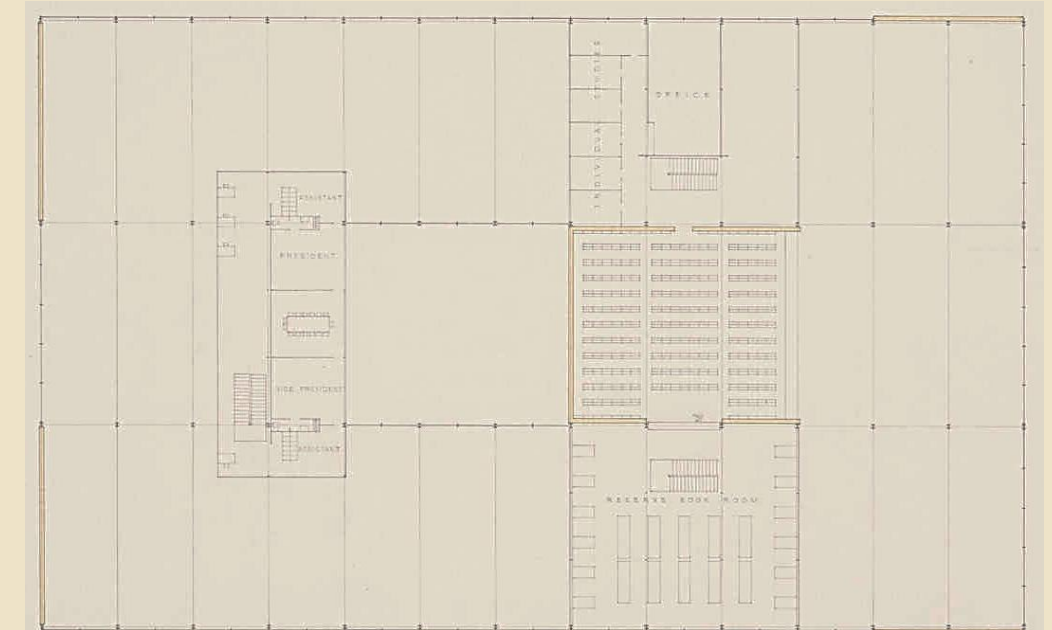 INDIVIDUAL STUDIES
OFFICE
ASSISTANT
PRESIDENT
VICE PRESIDENT
ASSISTANT
RESERVE BOOK ROOM